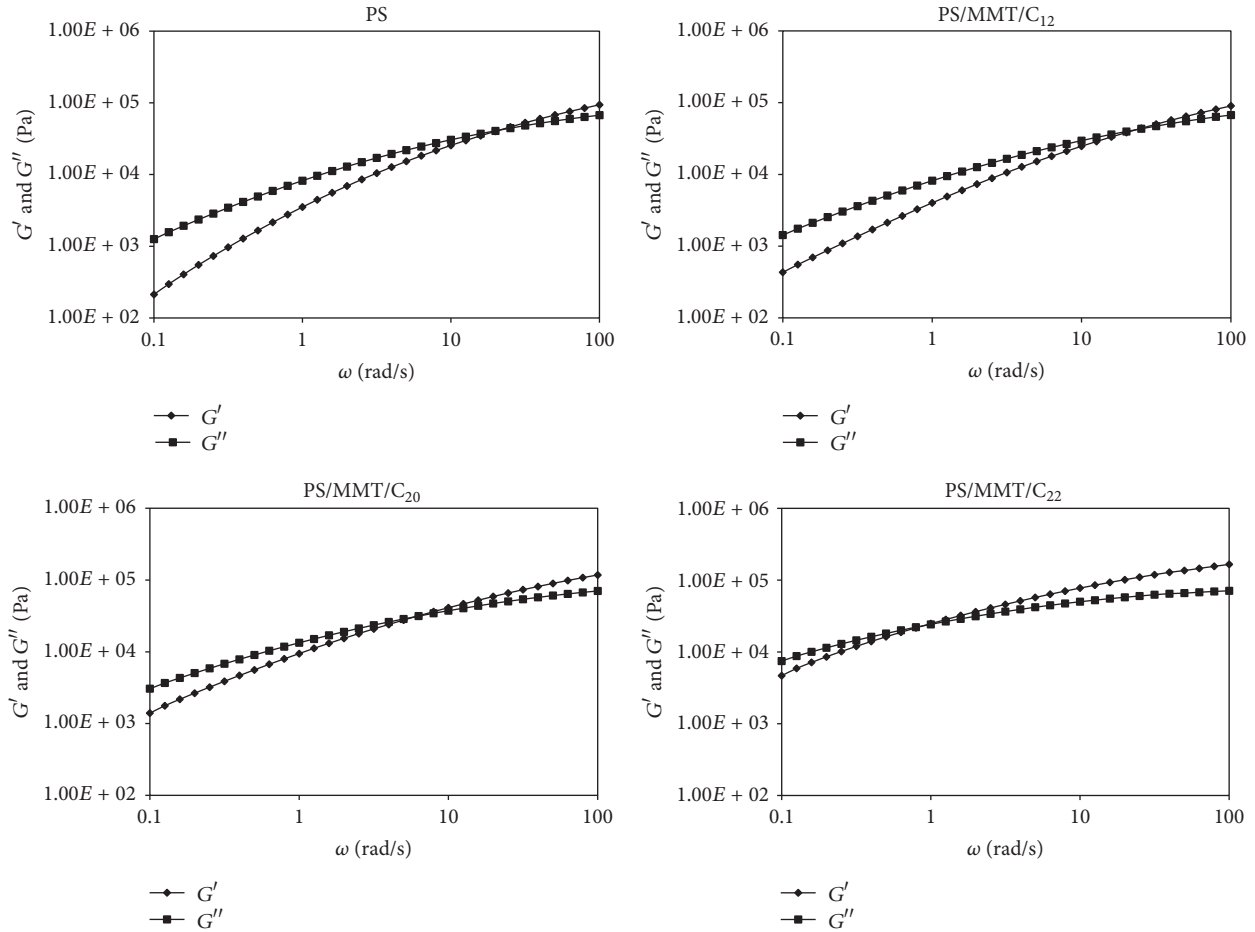 PS
1.00E + 06
1.00E + 05
1.00E + 04
1.00E + 03
1.00E + 02
G′ and G″ (Pa)
0.1 1 10 100
ω (rad/s)
G′
G″
PS/MMT/C₁₂
1.00E + 06
1.00E + 05
1.00E + 04
1.00E + 03
1.00E + 02
G′ and G″ (Pa)
0.1 1 10 100
ω (rad/s)
G′
G″
PS/MMT/C₂₀
1.00E + 06
1.00E + 05
1.00E + 04
1.00E + 03
1.00E + 02
G′ and G″ (Pa)
0.1 1 10 100
ω (rad/s)
G′
G″
PS/MMT/C₂₂
1.00E + 06
1.00E + 05
1.00E + 04
1.00E + 03
1.00E + 02
G′ and G″ (Pa)
0.1 1 10 100
ω (rad/s)
G′
G″